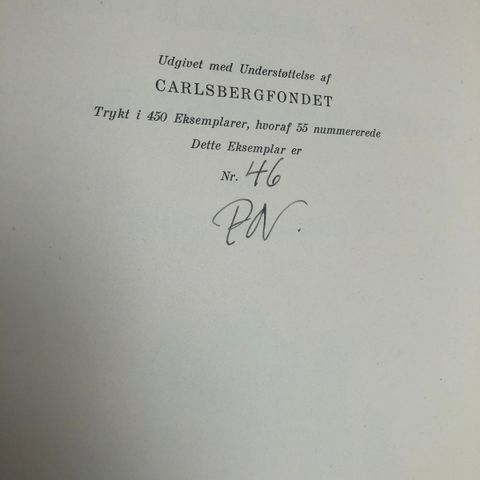 Udgivet med Understøttelse af
CARLSBERGFONDET
Trykt i 450 Eksemplarer, hvoraf 55 nummererede
Dette Eksemplar er
Nr. 46
P.N.